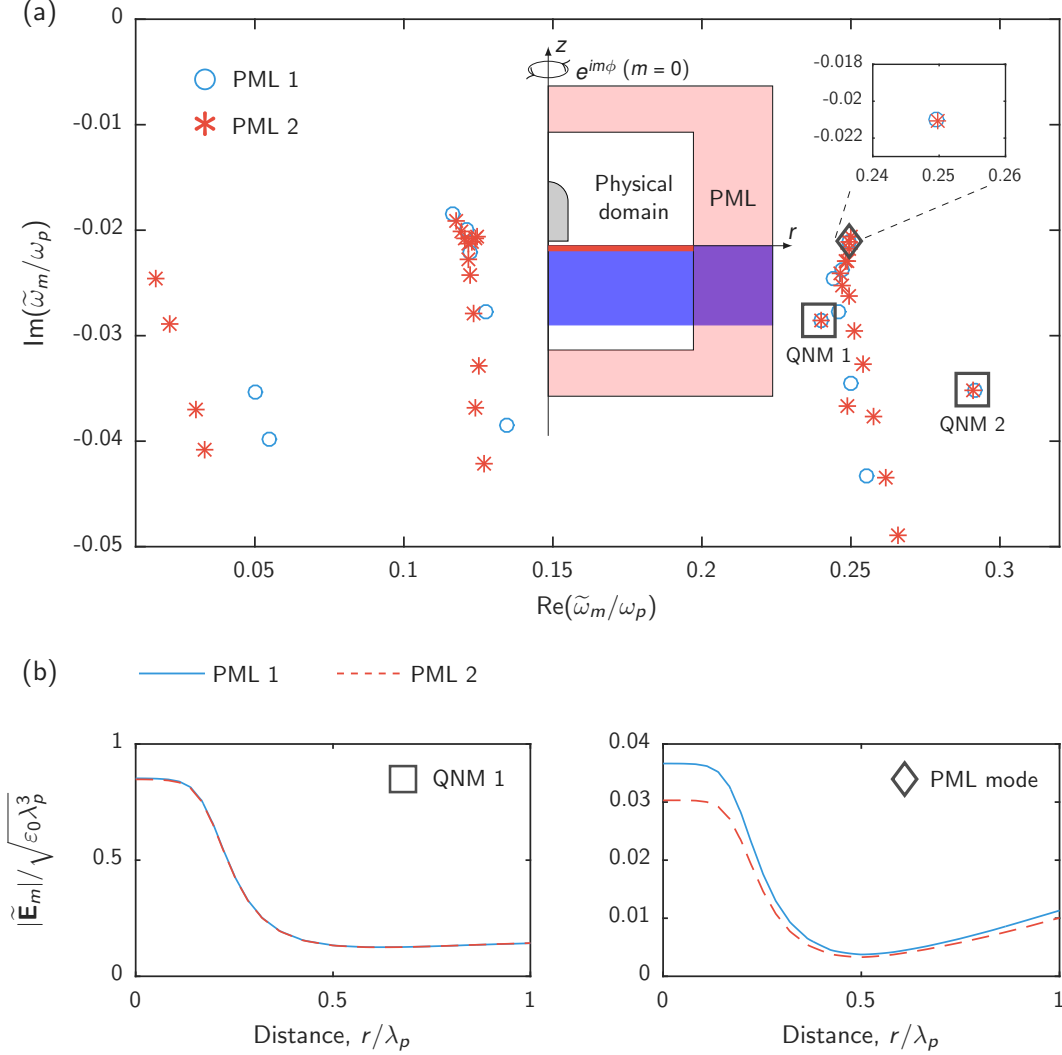 (a)
0
-0.01
-0.02
-0.03
-0.04
-0.05
Im(ω̃ₘ/ωₚ)
PML 1
PML 2
z
e^{imϕ} (m = 0)
Physical
domain
PML
r
-0.018
-0.02
-0.022
0.24 0.25 0.26
QNM 1
QNM 2
0.05 0.1 0.15 0.2 0.25 0.3
Re(ω̃ₘ/ωₚ)
(b)
PML 1 PML 2
|Ẽₘ|/√(ε₀λₚ³)
1
0.5
0
QNM 1
0 0.5 1
Distance, r/λₚ
0.04
0.03
0.02
0.01
0
PML mode
0 0.5 1
Distance, r/λₚ